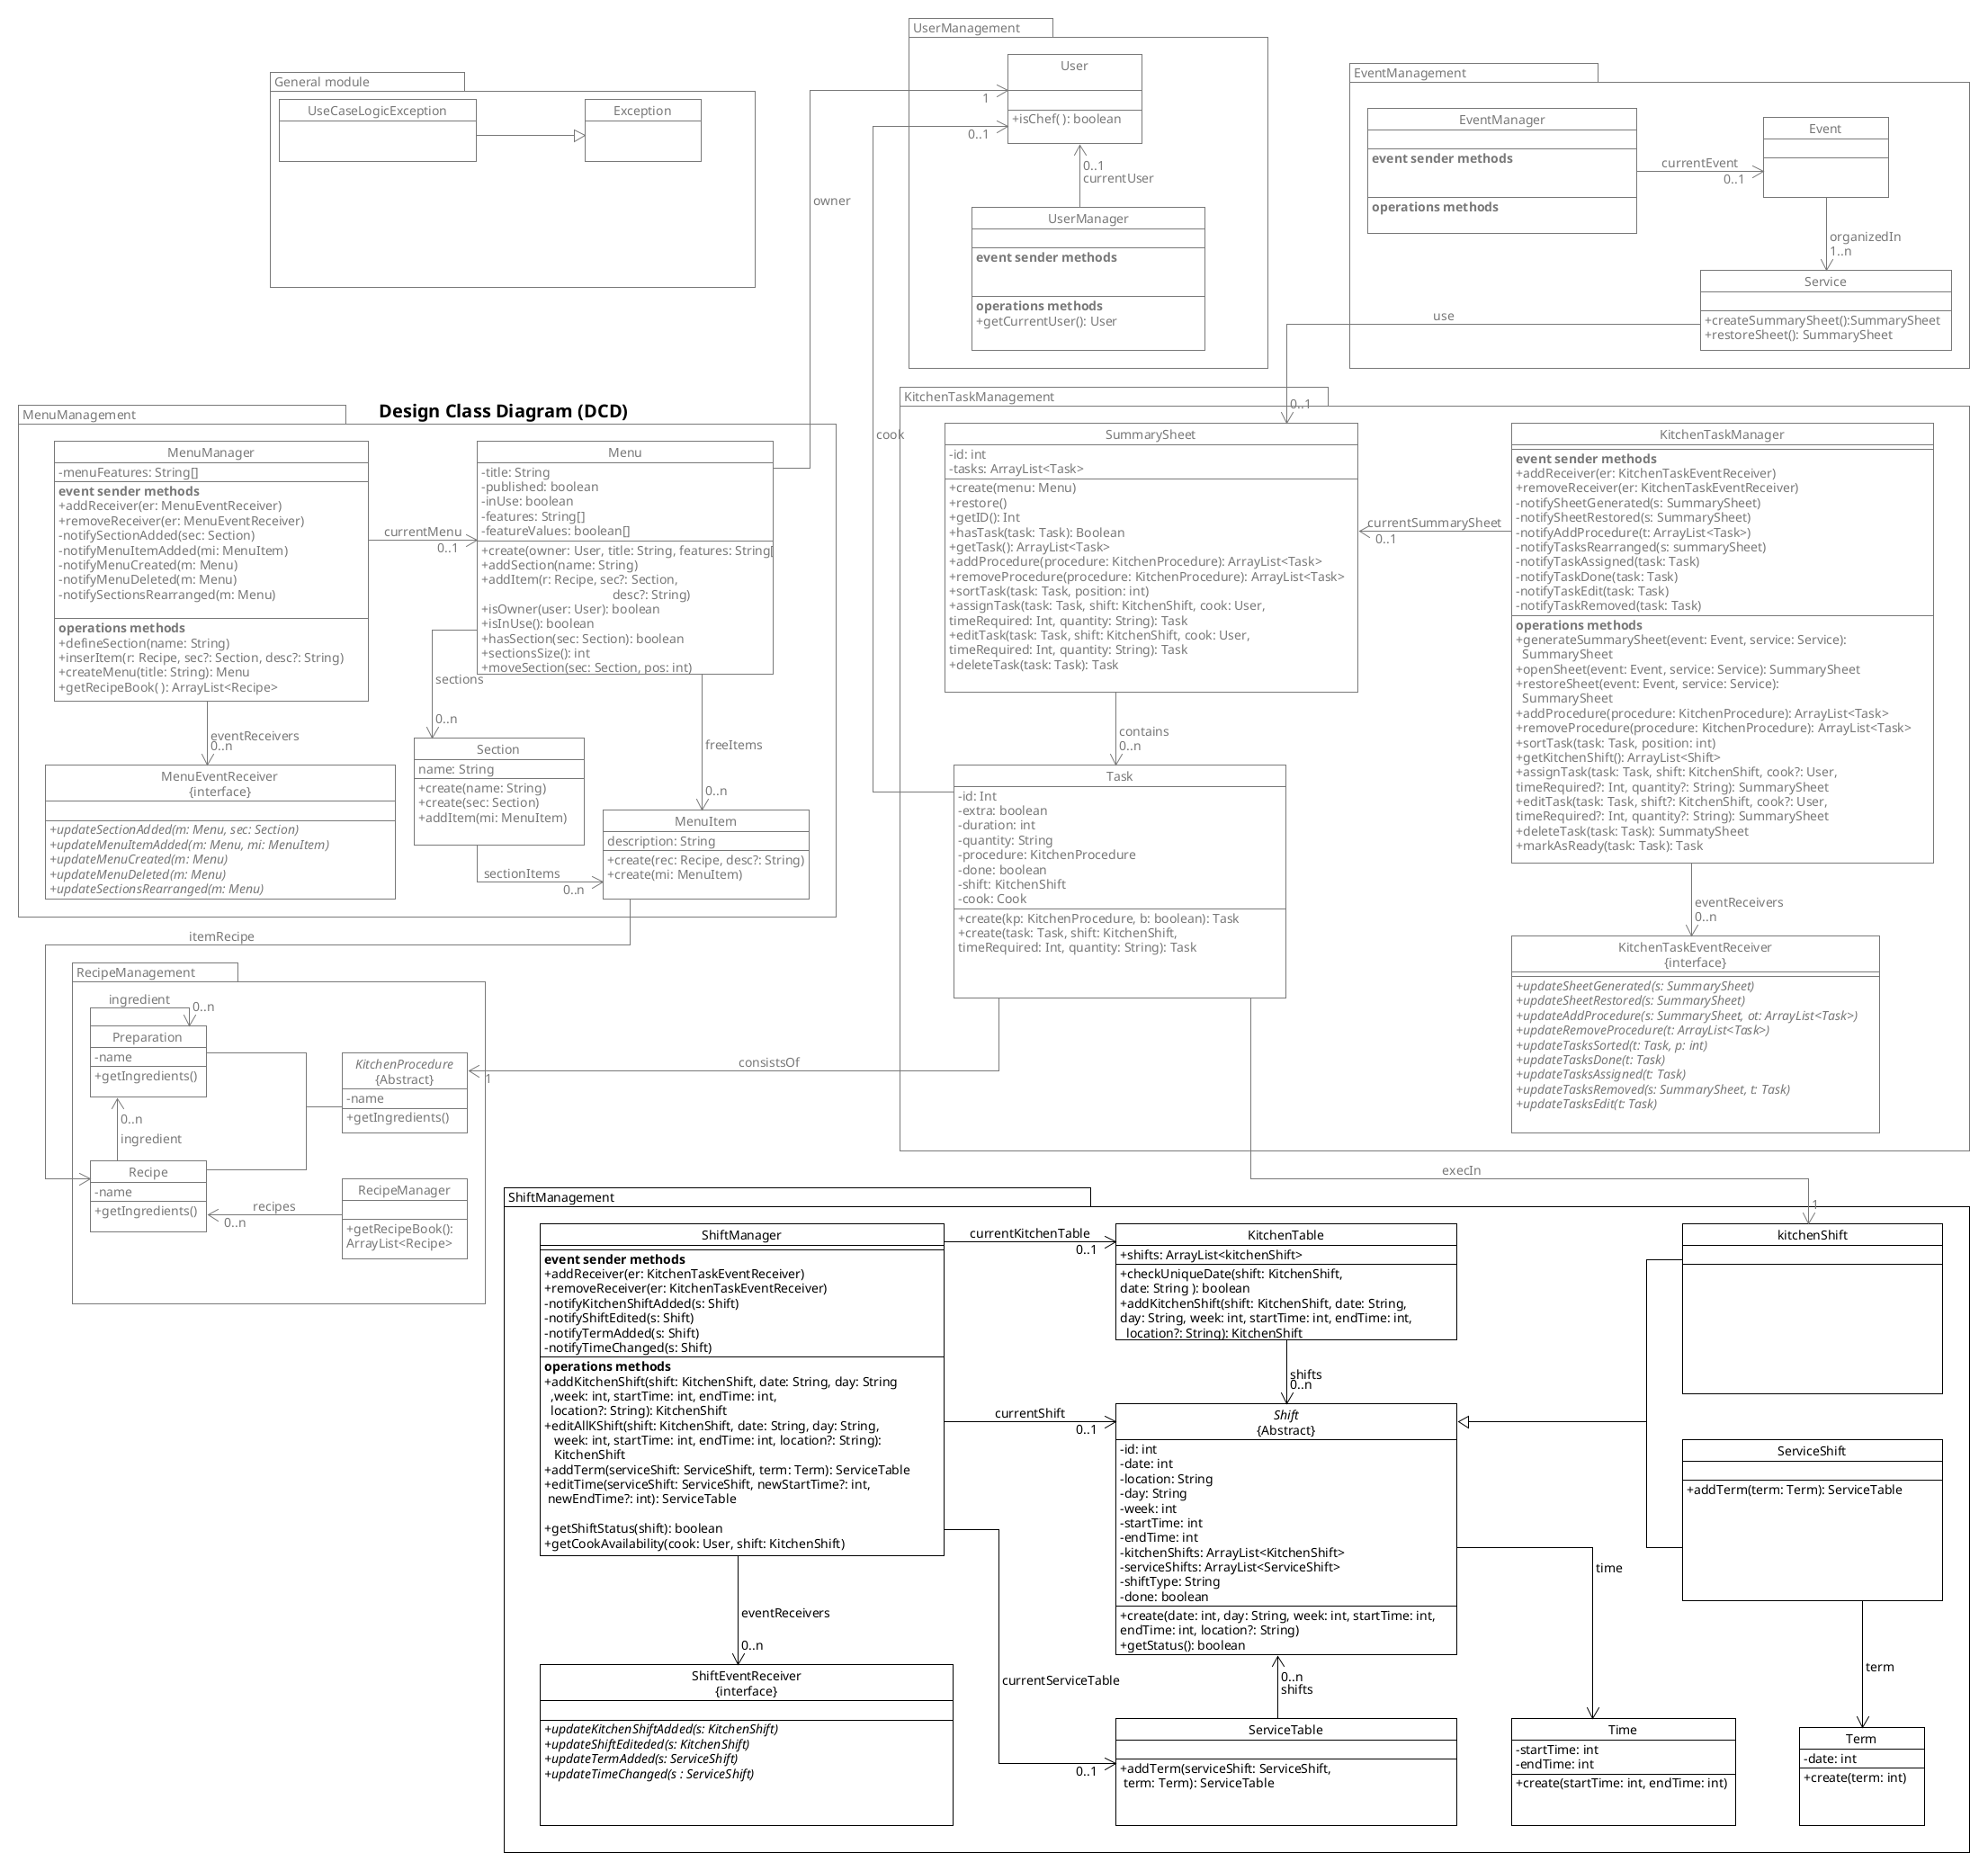 UserManagement
User
+isChef( ): boolean
1
0..1
0..1
currentUser
UserManager
event sender methods
operations methods
+getCurrentUser(): User
General module
UseCaseLogicException
Exception
owner
cook
EventManagement
EventManager
event sender methods
operations methods
currentEvent
0..1
Event
organizedIn
1..n
Service
+createSummarySheet():SummarySheet
+restoreSheet(): SummarySheet
use
0..1
Design Class Diagram (DCD)
MenuManagement
MenuManager
-menuFeatures: String[]
event sender methods
+addReceiver(er: MenuEventReceiver)
+removeReceiver(er: MenuEventReceiver)
-notifySectionAdded(sec: Section)
-notifyMenuItemAdded(mi: MenuItem)
-notifyMenuCreated(m: Menu)
-notifyMenuDeleted(m: Menu)
-notifySectionsRearranged(m: Menu)
operations methods
+defineSection(name: String)
+inserItem(r: Recipe, sec?: Section, desc?: String)
+createMenu(title: String): Menu
+getRecipeBook( ): ArrayList<Recipe>
currentMenu
0..1
Menu
-title: String
-published: boolean
-inUse: boolean
-features: String[]
-featureValues: boolean[]
+create(owner: User, title: String, features: String[
+addSection(name: String)
+addItem(r: Recipe, sec?: Section,
desc?: String)
+isOwner(user: User): boolean
+isInUse(): boolean
+hasSection(sec: Section): boolean
+sectionsSize(): int
+moveSection(sec: Section, pos: int)
sections
0..n
eventReceivers
0..n
MenuEventReceiver
{interface}
+updateSectionAdded(m: Menu, sec: Section)
+updateMenuItemAdded(m: Menu, mi: MenuItem)
+updateMenuCreated(m: Menu)
+updateMenuDeleted(m: Menu)
+updateSectionsRearranged(m: Menu)
Section
name: String
+create(name: String)
+create(sec: Section)
+addItem(mi: MenuItem)
freeItems
0..n
sectionItems
0..n
MenuItem
description: String
+create(rec: Recipe, desc?: String)
+create(mi: MenuItem)
itemRecipe
KitchenTaskManagement
SummarySheet
-id: int
-tasks: ArrayList<Task>
+create(menu: Menu)
+restore()
+getID(): Int
+hasTask(task: Task): Boolean
+getTask(): ArrayList<Task>
+addProcedure(procedure: KitchenProcedure): ArrayList<Task>
+removeProcedure(procedure: KitchenProcedure): ArrayList<Task>
+sortTask(task: Task, position: int)
+assignTask(task: Task, shift: KitchenShift, cook: User,
timeRequired: Int, quantity: String): Task
+editTask(task: Task, shift: KitchenShift, cook: User,
timeRequired: Int, quantity: String): Task
+deleteTask(task: Task): Task
currentSummarySheet
0..1
KitchenTaskManager
event sender methods
+addReceiver(er: KitchenTaskEventReceiver)
+removeReceiver(er: KitchenTaskEventReceiver)
-notifySheetGenerated(s: SummarySheet)
-notifySheetRestored(s: SummarySheet)
-notifyAddProcedure(t: ArrayList<Task>)
-notifyTasksRearranged(s: summarySheet)
-notifyTaskAssigned(task: Task)
-notifyTaskDone(task: Task)
-notifyTaskEdit(task: Task)
-notifyTaskRemoved(task: Task)
operations methods
+generateSummarySheet(event: Event, service: Service):
SummarySheet
+openSheet(event: Event, service: Service): SummarySheet
+restoreSheet(event: Event, service: Service):
SummarySheet
+addProcedure(procedure: KitchenProcedure): ArrayList<Task>
+removeProcedure(procedure: KitchenProcedure): ArrayList<Task>
+sortTask(task: Task, position: int)
+getKitchenShift(): ArrayList<Shift>
+assignTask(task: Task, shift: KitchenShift, cook?: User,
timeRequired?: Int, quantity?: String): SummarySheet
+editTask(task: Task, shift?: KitchenShift, cook?: User,
timeRequired?: Int, quantity?: String): SummarySheet
+deleteTask(task: Task): SummatySheet
+markAsReady(task: Task): Task
contains
0..n
Task
-id: Int
-extra: boolean
-duration: int
-quantity: String
-procedure: KitchenProcedure
-done: boolean
-shift: KitchenShift
-cook: Cook
+create(kp: KitchenProcedure, b: boolean): Task
+create(task: Task, shift: KitchenShift,
timeRequired: Int, quantity: String): Task
eventReceivers
0..n
KitchenTaskEventReceiver
{interface}
+updateSheetGenerated(s: SummarySheet)
+updateSheetRestored(s: SummarySheet)
+updateAddProcedure(s: SummarySheet, ot: ArrayList<Task>)
+updateRemoveProcedure(t: ArrayList<Task>)
+updateTasksSorted(t: Task, p: int)
+updateTasksDone(t: Task)
+updateTasksAssigned(t: Task)
+updateTasksRemoved(s: SummarySheet, t: Task)
+updateTasksEdit(t: Task)
RecipeManagement
ingredient
0..n
Preparation
-name
+getIngredients()
0..n
ingredient
Recipe
-name
+getIngredients()
KitchenProcedure
{Abstract}
-name
+getIngredients()
consistsOf
1
recipes
0..n
RecipeManager
+getRecipeBook():
ArrayList<Recipe>
execIn
1
ShiftManagement
ShiftManager
event sender methods
+addReceiver(er: KitchenTaskEventReceiver)
+removeReceiver(er: KitchenTaskEventReceiver)
-notifyKitchenShiftAdded(s: Shift)
-notifyShiftEdited(s: Shift)
-notifyTermAdded(s: Shift)
-notifyTimeChanged(s: Shift)
operations methods
+addKitchenShift(shift: KitchenShift, date: String, day: String
,week: int, startTime: int, endTime: int,
location?: String): KitchenShift
+editAllKShift(shift: KitchenShift, date: String, day: String,
week: int, startTime: int, endTime: int, location?: String):
KitchenShift
+addTerm(serviceShift: ServiceShift, term: Term): ServiceTable
+editTime(serviceShift: ServiceShift, newStartTime?: int,
newEndTime?: int): ServiceTable
+getShiftStatus(shift): boolean
+getCookAvailability(cook: User, shift: KitchenShift)
currentKitchenTable
0..1
KitchenTable
+shifts: ArrayList<kitchenShift>
+checkUniqueDate(shift: KitchenShift,
date: String ): boolean
+addKitchenShift(shift: KitchenShift, date: String,
day: String, week: int, startTime: int, endTime: int,
location?: String): KitchenShift
shifts
0..n
kitchenShift
currentShift
0..1
Shift
{Abstract}
-id: int
-date: int
-location: String
-day: String
-week: int
-startTime: int
-endTime: int
-kitchenShifts: ArrayList<KitchenShift>
-serviceShifts: ArrayList<ServiceShift>
-shiftType: String
-done: boolean
+create(date: int, day: String, week: int, startTime: int,
endTime: int, location?: String)
+getStatus(): boolean
ServiceShift
+addTerm(term: Term): ServiceTable
time
term
eventReceivers
0..n
ShiftEventReceiver
{interface}
+updateKitchenShiftAdded(s: KitchenShift)
+updateShiftEditeded(s: KitchenShift)
+updateTermAdded(s: ServiceShift)
+updateTimeChanged(s : ServiceShift)
currentServiceTable
0..1
0..n
shifts
ServiceTable
+addTerm(serviceShift: ServiceShift,
term: Term): ServiceTable
Time
-startTime: int
-endTime: int
+create(startTime: int, endTime: int)
Term
-date: int
+create(term: int)